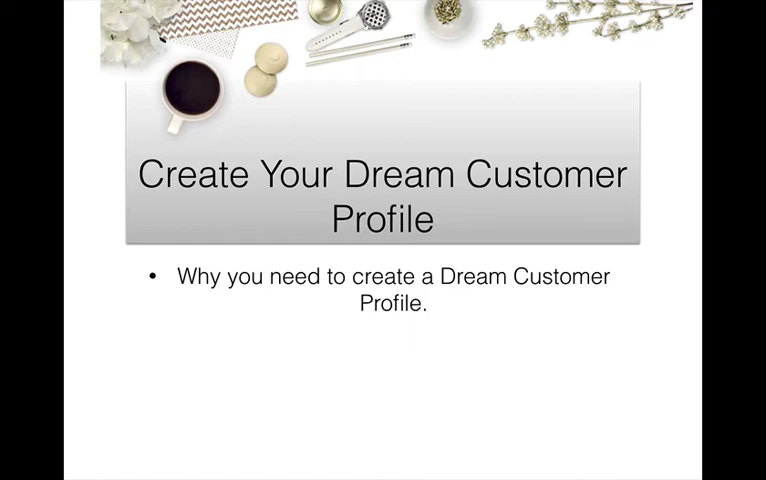 Create Your Dream Customer
Profile
• Why you need to create a Dream Customer
Profile.